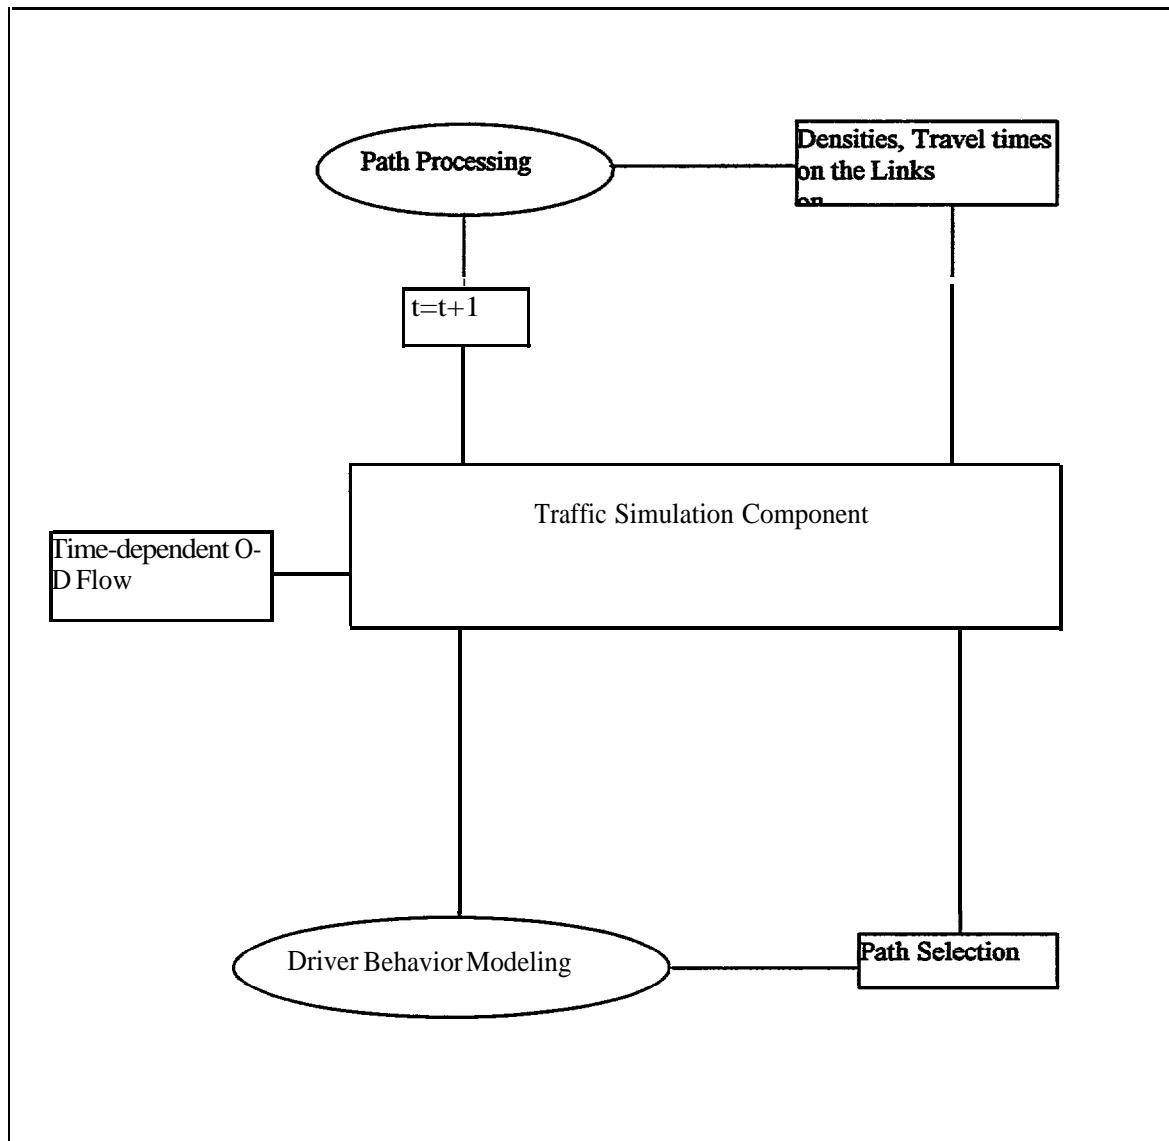 Path Processing
Densities, Travel times
on the Links
on
t=t+1
Traffic Simulation Component
Time-dependent O-
D Flow
Driver Behavior Modeling
Path Selection